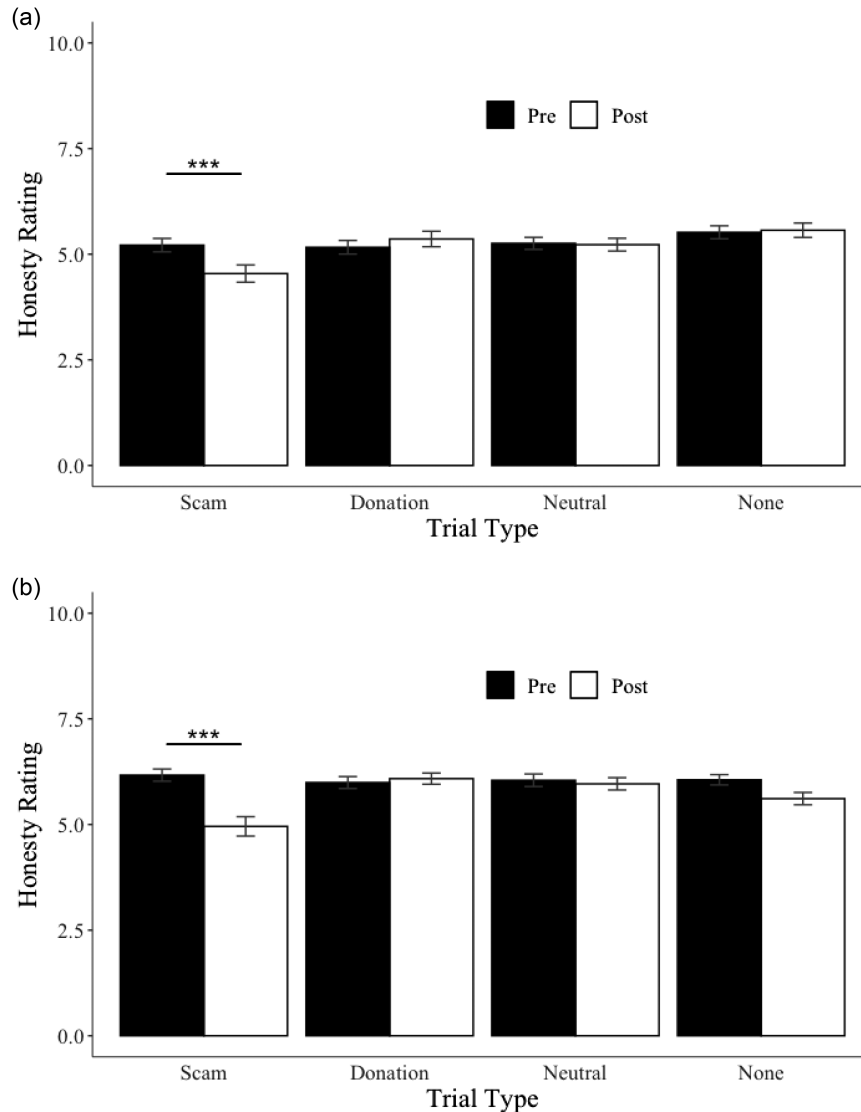 (a)
10.0
7.5
5.0
2.5
0.0
Honesty Rating
Pre Post
***
Scam Donation Neutral None
Trial Type
(b)
10.0
7.5
5.0
2.5
0.0
Honesty Rating
Pre Post
***
Scam Donation Neutral None
Trial Type